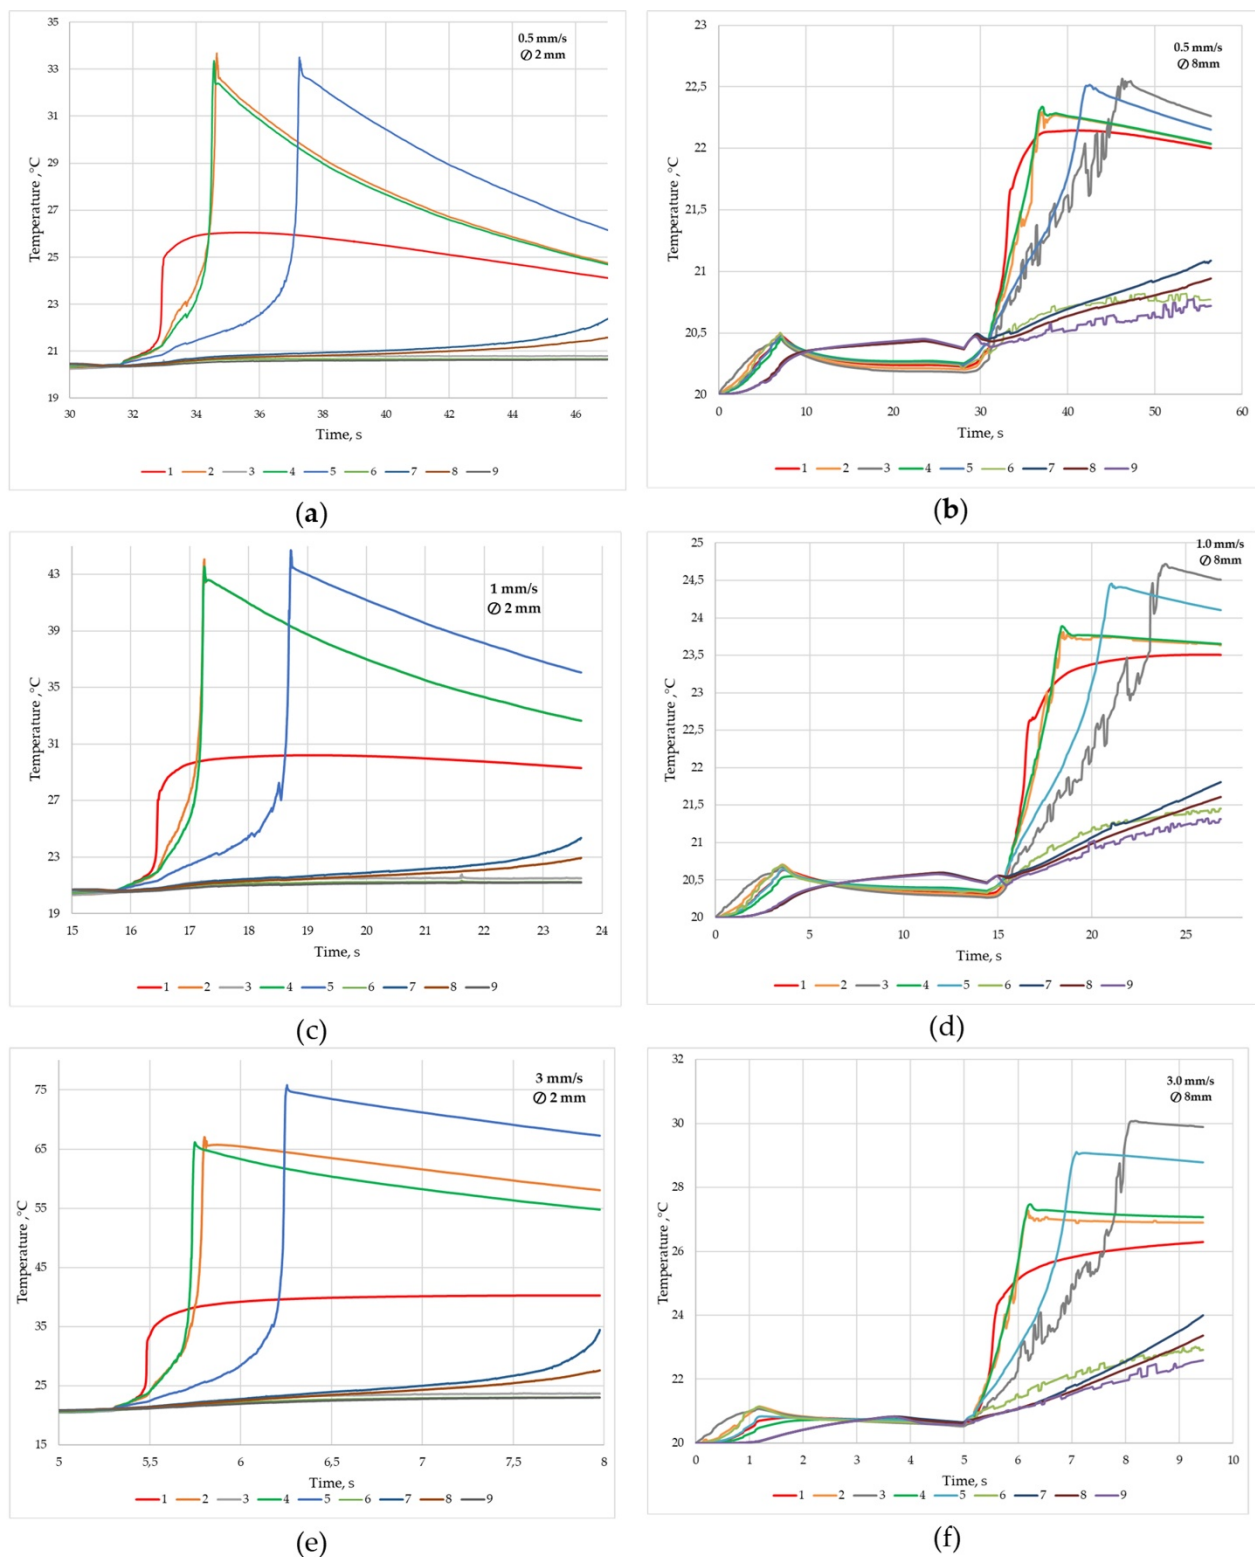 0.5 mm/s
∅ 2 mm
Temperature ,°C
35
33
31
29
27
25
23
21
19
30 32 34 36 38 40 42 44 46
Time, s
1 2 3 4 5 6 7 8 9
(a)
0.5 mm/s
∅ 8mm
Temperature ,°C
23
22,5
22
21,5
21
20,5
20
0 10 20 30 40 50 60
Time, s
1 2 3 4 5 6 7 8 9
(b)
1 mm/s
∅ 2 mm
Temperature ,°C
43
39
35
31
27
23
19
15 16 17 18 19 20 21 22 23 24
Time, s
1 2 3 4 5 6 7 8 9
(c)
1.0 mm/s
∅ 8mm
Temperature ,°C
25
24,5
24
23,5
23
22,5
22
21,5
21
20,5
20
0 5 10 15 20 25
Time, s
1 2 3 4 5 6 7 8 9
(d)
3 mm/s
∅ 2 mm
Temperature ,°C
75
65
55
45
35
25
15
5 5,5 6 6,5 7 7,5 8
Time, s
1 2 3 4 5 6 7 8 9
(e)
3.0 mm/s
∅ 8mm
Temperature ,°C
32
30
28
26
24
22
20
0 1 2 3 4 5 6 7 8 9 10
Time, s
1 2 3 4 5 6 7 8 9
(f)